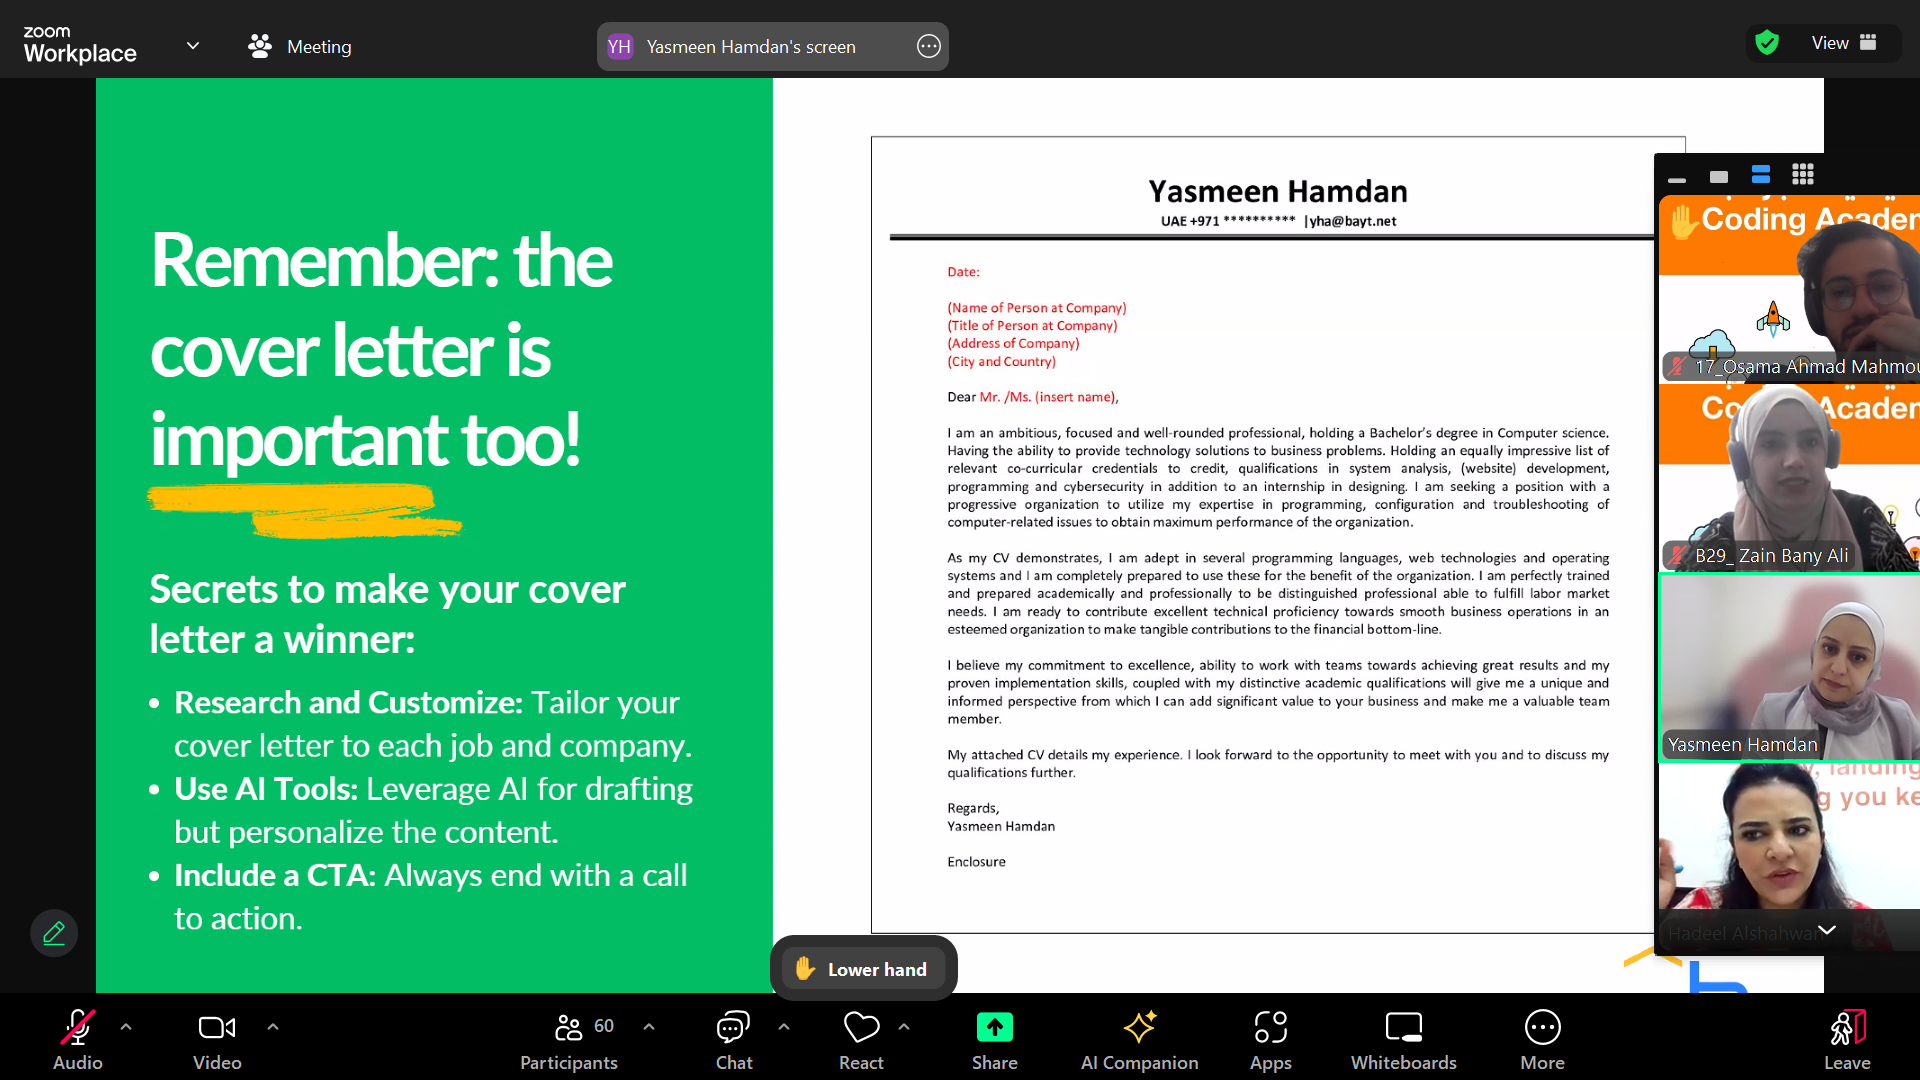 zoom
Workplace
Meeting
YH Yasmeen Hamdan's screen
View
Remember: the
cover letter is
important too!
Secrets to make your cover
letter a winner:
• Research and Customize: Tailor your
cover letter to each job and company.
• Use AI Tools: Leverage AI for drafting
but personalize the content.
• Include a CTA: Always end with a call
to action.
Yasmeen Hamdan
UAE +971 ********** |yha@bayt.net
Date:
(Name of Person at Company)
(Title of Person at Company)
(Address of Company)
(City and Country)
Dear Mr. /Ms. (insert name),
I am an ambitious, focused and well-rounded professional, holding a Bachelor's degree in Computer science.
Having the ability to provide technology solutions to business problems. Holding an equally impressive list of
relevant co-curricular credentials to credit, qualifications in system analysis, (website) development,
programming and cybersecurity in addition to an internship in designing. I am seeking a position with a
progressive organization to utilize my expertise in programming, configuration and troubleshooting of
computer-related issues to obtain maximum performance of the organization.
As my CV demonstrates, I am adept in several programming languages, web technologies and operating
systems and I am completely prepared to use these for the benefit of the organization. I am perfectly trained
and prepared academically and professionally to be distinguished professional able to fulfill labor market
needs. I am ready to contribute excellent technical proficiency towards smooth business operations in an
esteemed organization to make tangible contributions to the financial bottom-line.
I believe my commitment to excellence, ability to work with teams towards achieving great results and my
proven implementation skills, coupled with my distinctive academic qualifications will give me a unique and
informed perspective from which I can add significant value to your business and make me a valuable team
member.
My attached CV details my experience. I look forward to the opportunity to meet with you and to discuss my
qualifications further.
Regards,
Yasmeen Hamdan
Enclosure
Coding Academ
17_Osama Ahmad Mahmou
Co Academ
B29_ Zain Bany Ali
Yasmeen Hamdan
landing
g you ke
Hadeel Alshahwan
Lower hand
Audio
Video
60
Participants
Chat
React
Share
AI Companion
Apps
Whiteboards
More
Leave